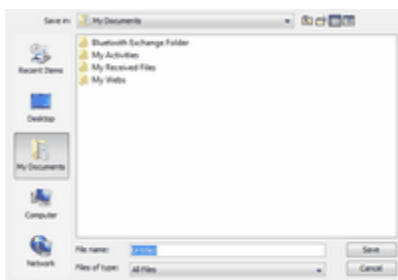 Save in: My Documents
Bluetooth Exchange Folder
My Activities
My Received Files
My Webs
Recent Items
Desktop
My Documents
Computer
Network
File name: Untitled Save
Files of type: All Files Cancel